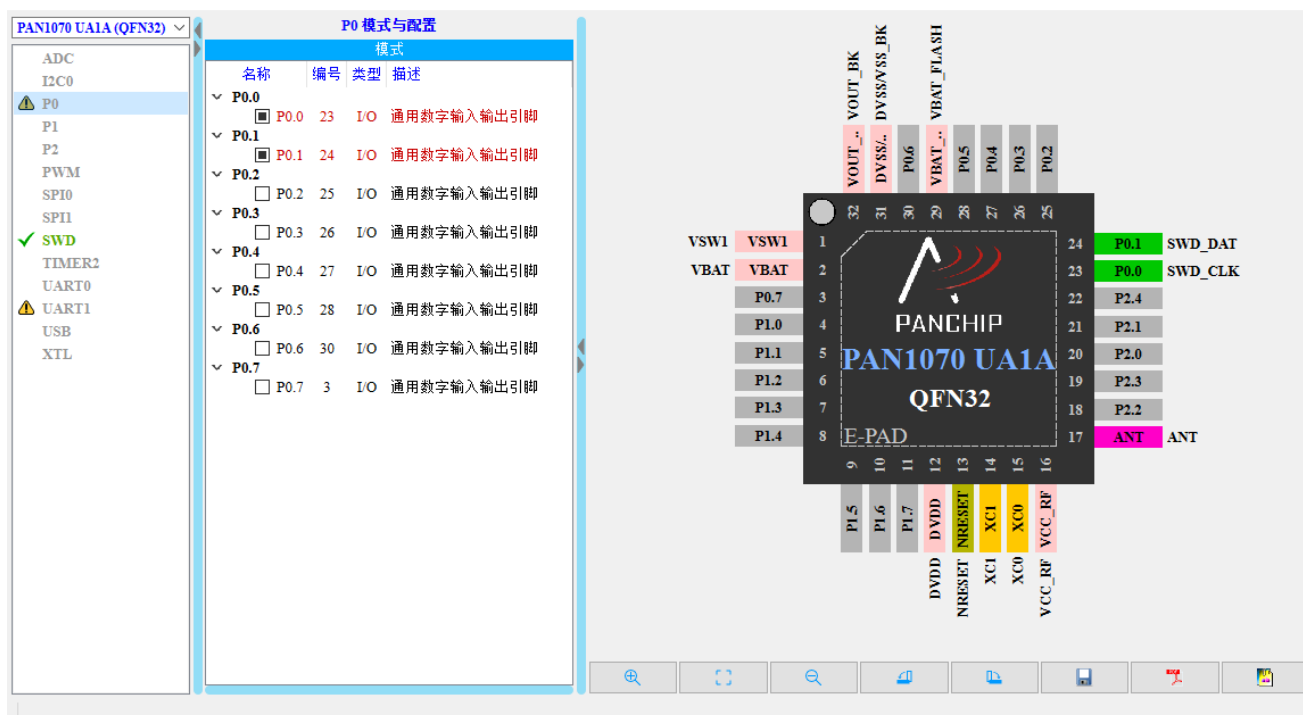 PAN1070 UA1A (QFN32)
ADC
I2C0
P0
P1
P2
PWM
SPI0
SPI1
SWD
TIMER2
UART0
UART1
USB
XTL
P0 模式与配置
模式
名称 编号 类型 描述
P0.0
P0.0 23 I/O 通用数字输入输出引脚
P0.1
P0.1 24 I/O 通用数字输入输出引脚
P0.2
P0.2 25 I/O 通用数字输入输出引脚
P0.3
P0.3 26 I/O 通用数字输入输出引脚
P0.4
P0.4 27 I/O 通用数字输入输出引脚
P0.5
P0.5 28 I/O 通用数字输入输出引脚
P0.6
P0.6 30 I/O 通用数字输入输出引脚
P0.7
P0.7 3 I/O 通用数字输入输出引脚
VOUT_BK DVSS/VSS_BK VBAT_FLASH
VOUT_.. DVSS/.. P0.6 VBAT_.. P0.5 P0.4 P0.3 P0.2
32 31 30 29 28 27 26 25
VSW1 VSW1 1
VBAT VBAT 2
P0.7 3
P1.0 4
P1.1 5
P1.2 6
P1.3 7
P1.4 8
PANCHIP
PAN1070 UA1A
QFN32
E-PAD
24 P0.1 SWD_DAT
23 P0.0 SWD_CLK
22 P2.4
21 P2.1
20 P2.0
19 P2.3
18 P2.2
17 ANT ANT
9 10 11 12 13 14 15 16
P1.5 P1.6 P1.7 DVDD NRESET XC1 XC0 VCC_RF
DVDD NRESET XC1 XC0 VCC_RF